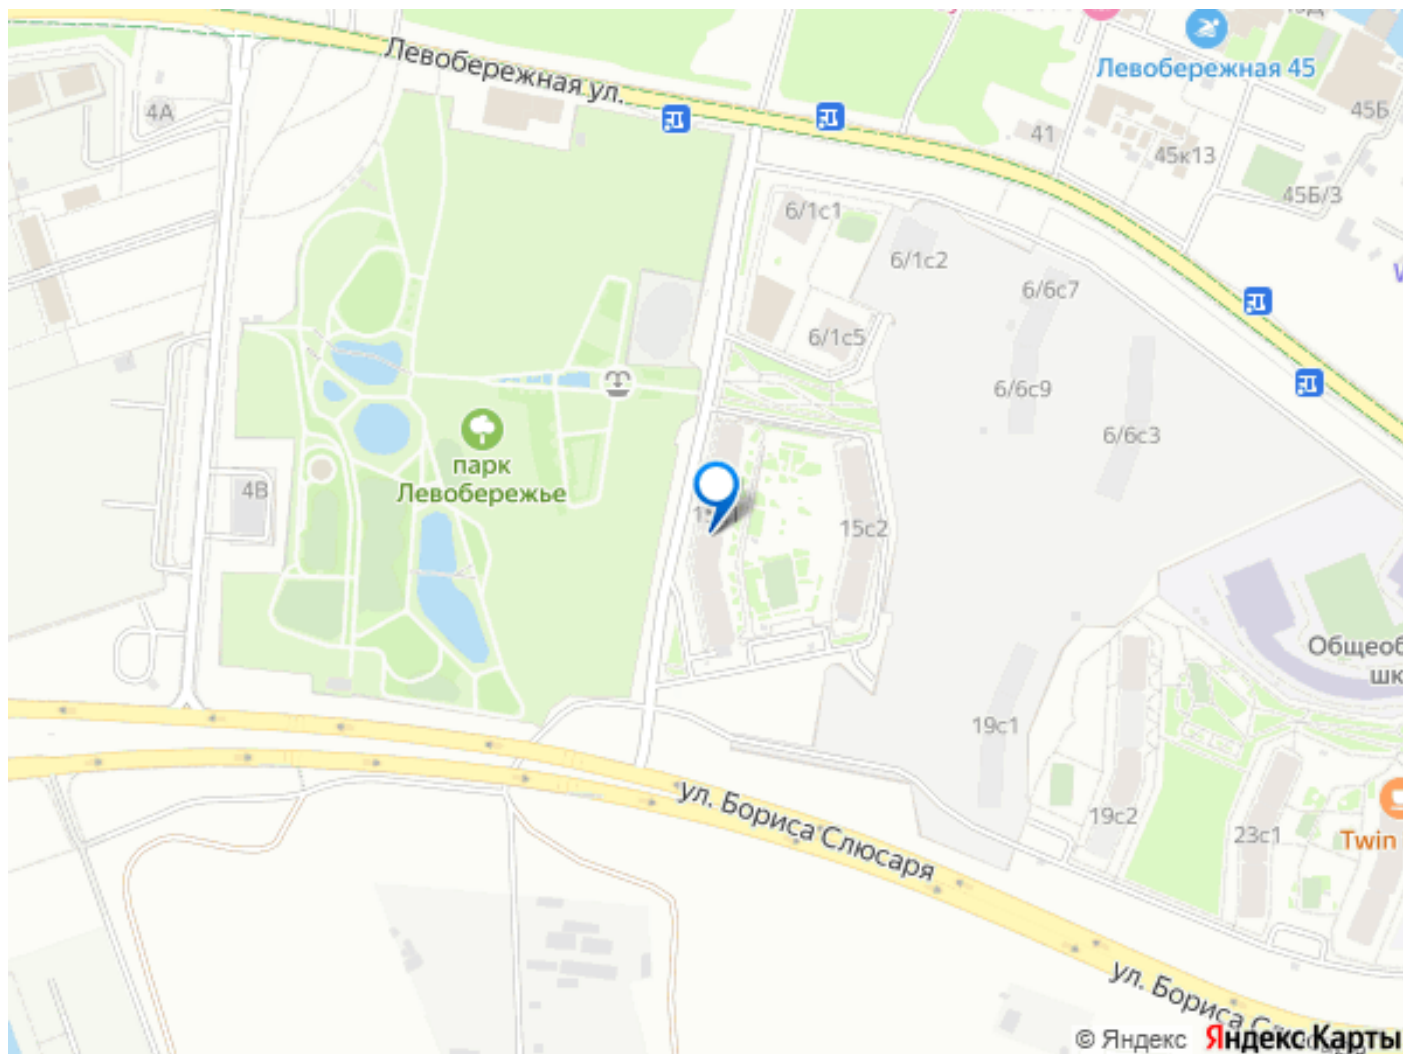 Левобережная ул.
Левобережная 45
4А
41
45Б
45к13
45Б/3
6/1с1
6/1с2
6/6с7
6/1с5
6/6с9
6/6с3
парк
Левобережье
4В
15с2
Общеоб
шк
19с1
19с2
23с1
Twin
ул. Бориса Слюсаря
ул. Бориса
© Яндекс
Яндекс Карты